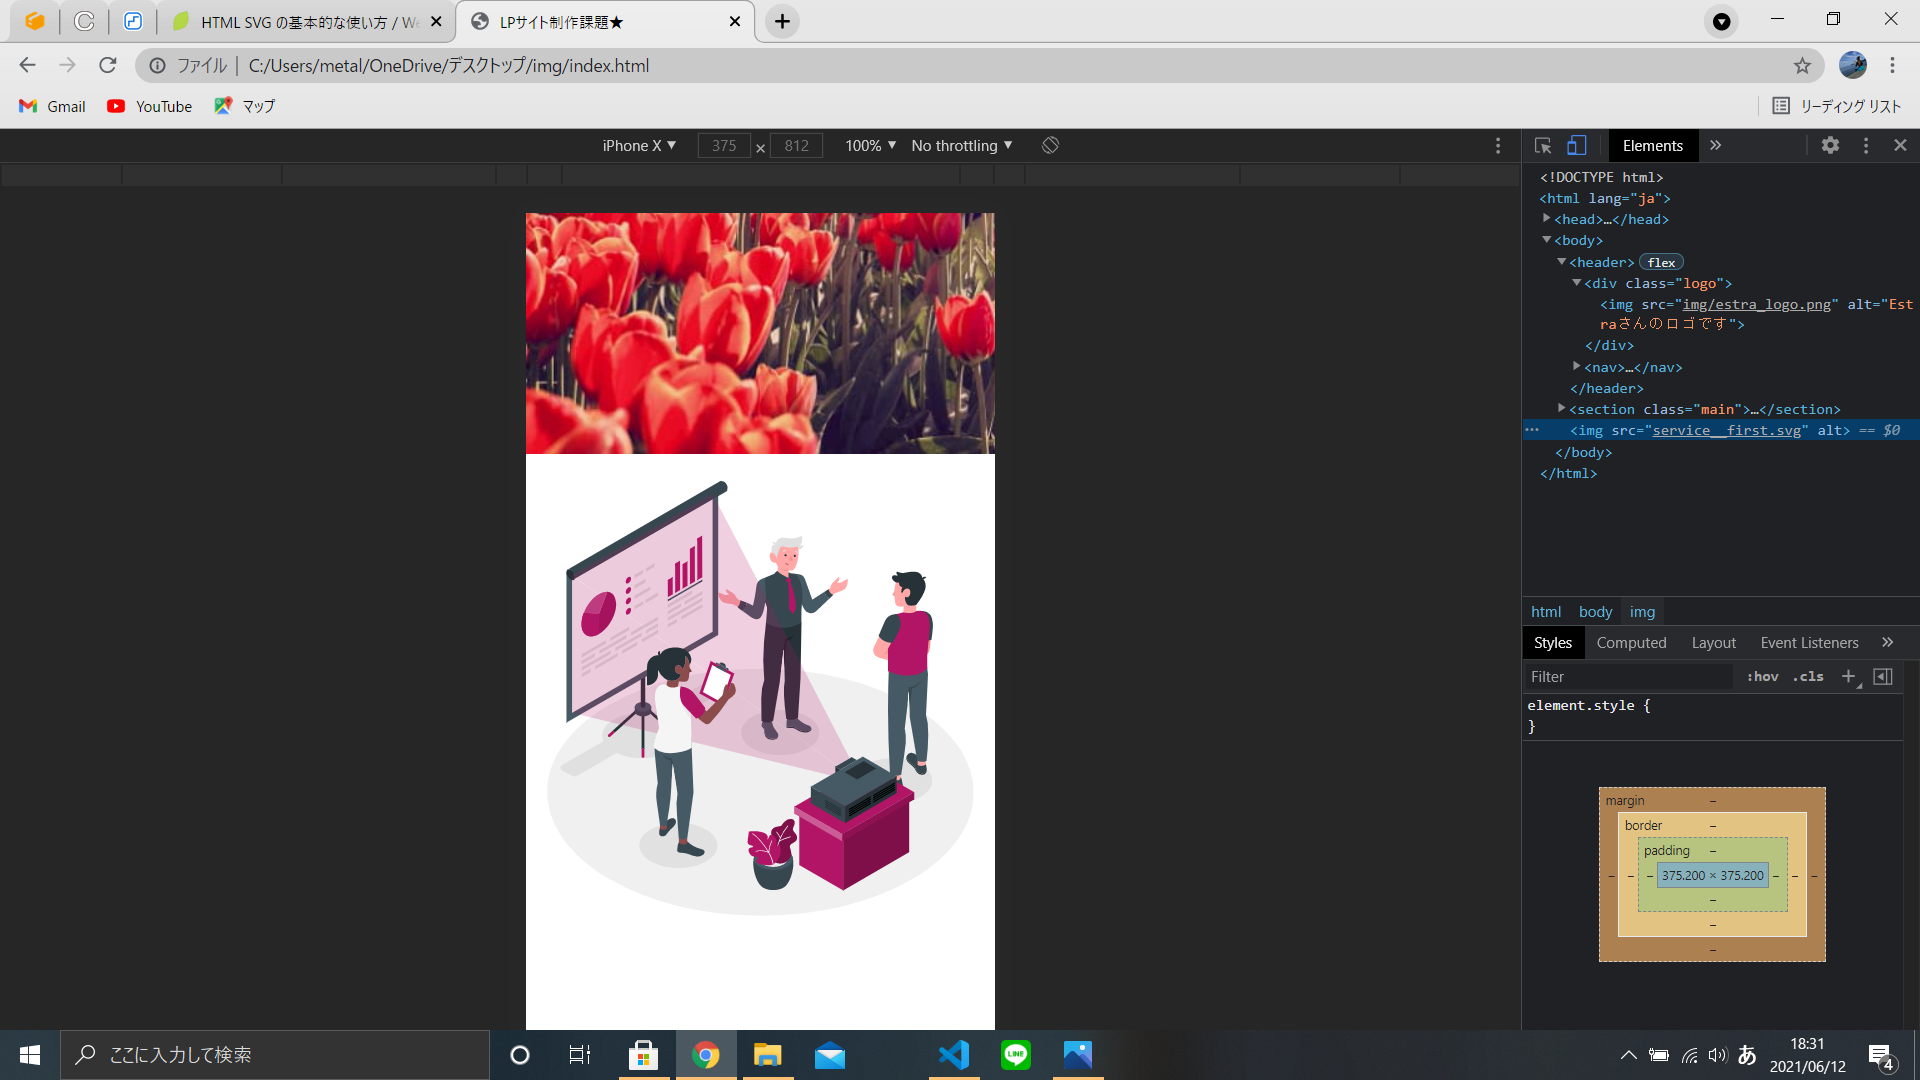 HTML SVG の基本的な使い方 / We
LPサイト制作課題★
ファイル
C:/Users/metal/OneDrive/デスクトップ/img/index.html
Gmail
YouTube
マップ
リーディング リスト
iPhone X ▼
375
×
812
100% ▼
No throttling ▼
Elements
<!DOCTYPE html>
<html lang="ja">
<head>…</head>
<body>
<header> flex
<div class="logo">
<img src="img/estra_logo.png" alt="Est
raさんのロゴです">
</div>
<nav>…</nav>
</header>
<section class="main">…</section>
<img src="service__first.svg" alt> == $0
</body>
</html>
html
body
img
Styles
Computed
Layout
Event Listeners
Filter
:hov
.cls
element.style {
}
margin
–
border
–
padding
–
– – – 375.200 × 375.200 – – –
–
–
–
ここに入力して検索
LINE
あ
18:31
2021/06/12
4